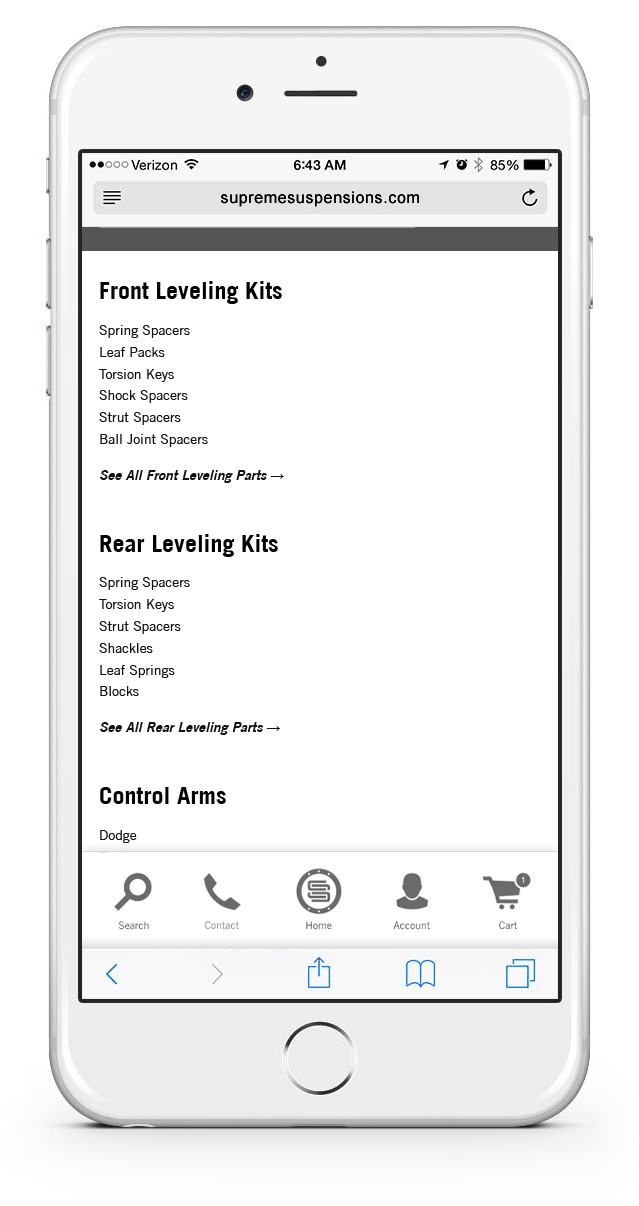 Verizon 6:43 AM 85%
supremesuspensions.com
Front Leveling Kits
Spring Spacers
Leaf Packs
Torsion Keys
Shock Spacers
Strut Spacers
Ball Joint Spacers
See All Front Leveling Parts →
Rear Leveling Kits
Spring Spacers
Torsion Keys
Strut Spacers
Shackles
Leaf Springs
Blocks
See All Rear Leveling Parts →
Control Arms
Dodge
1
Search Contact Home Account Cart